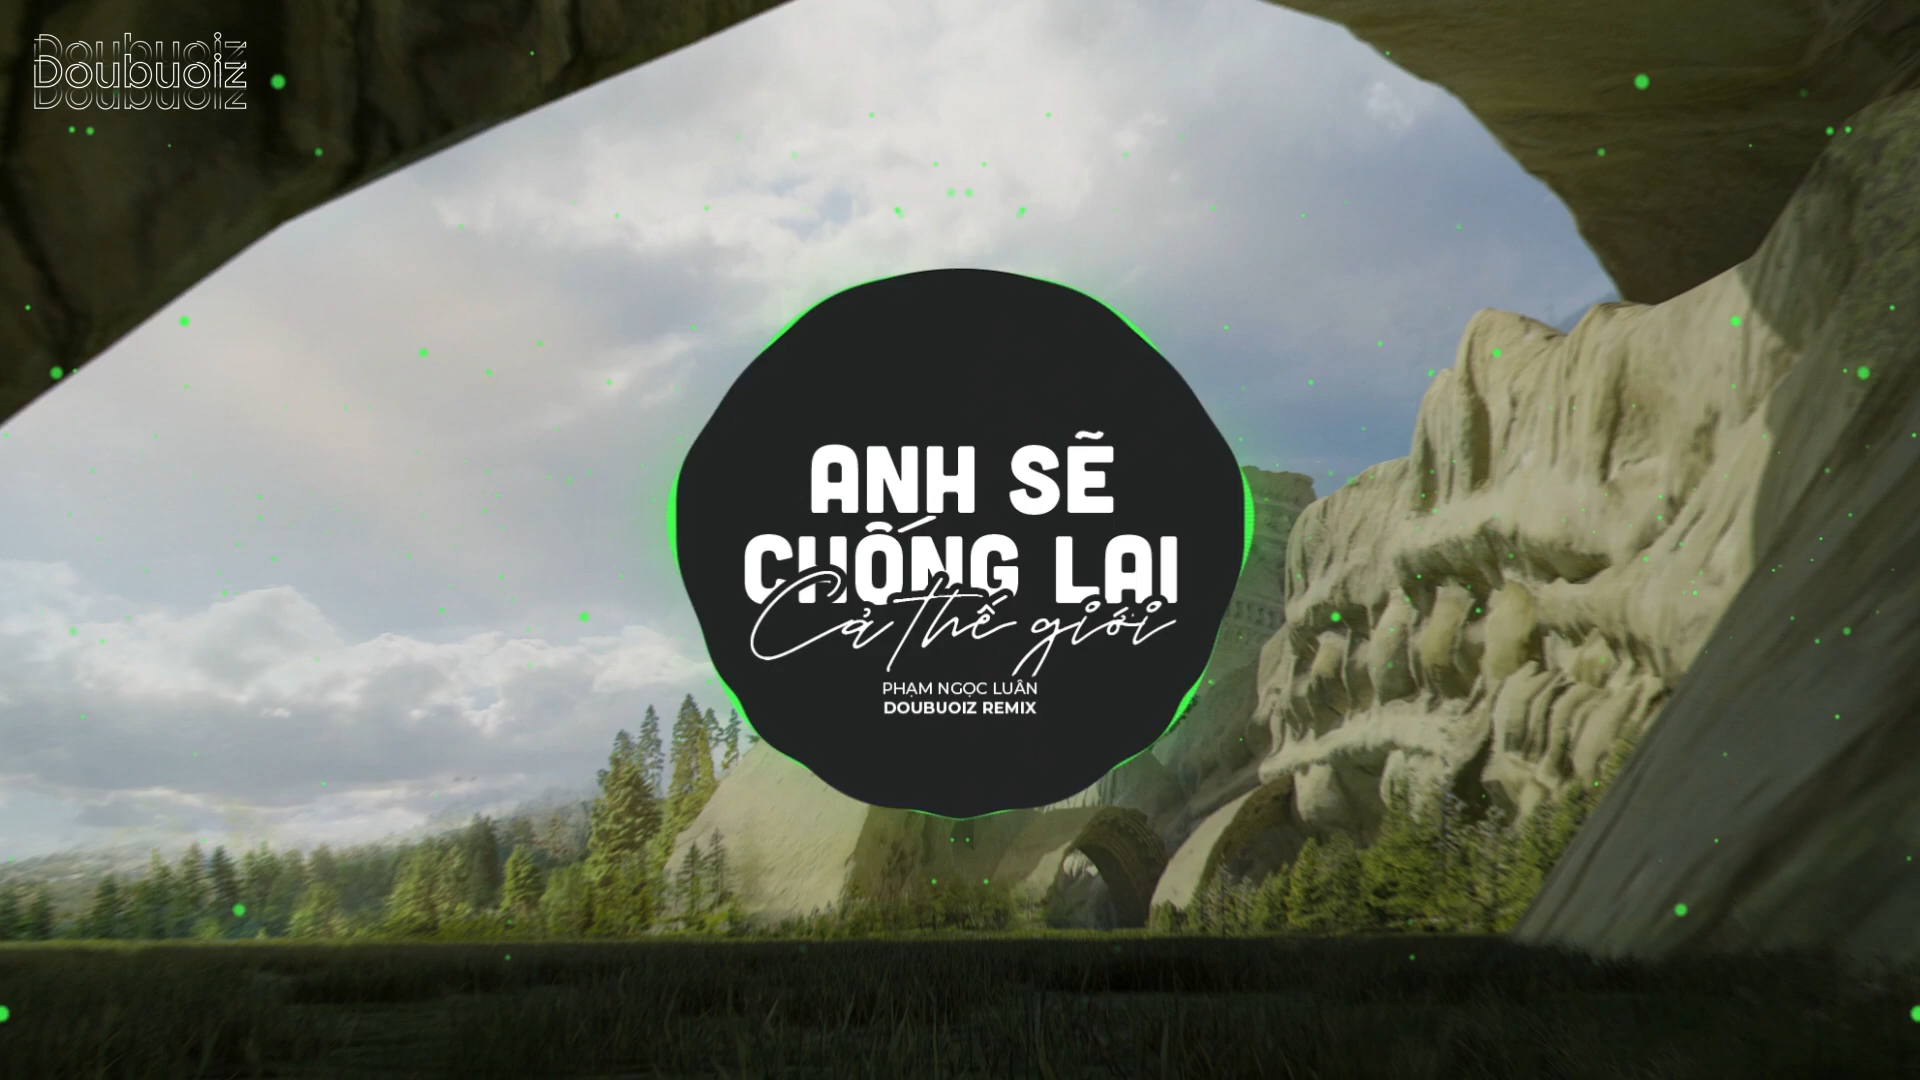 Doubuoiz
ANH SẼ
CHỐNG LẠI
Cả thế giới
PHẠM NGỌC LUÂN
DOUBUOIZ REMIX